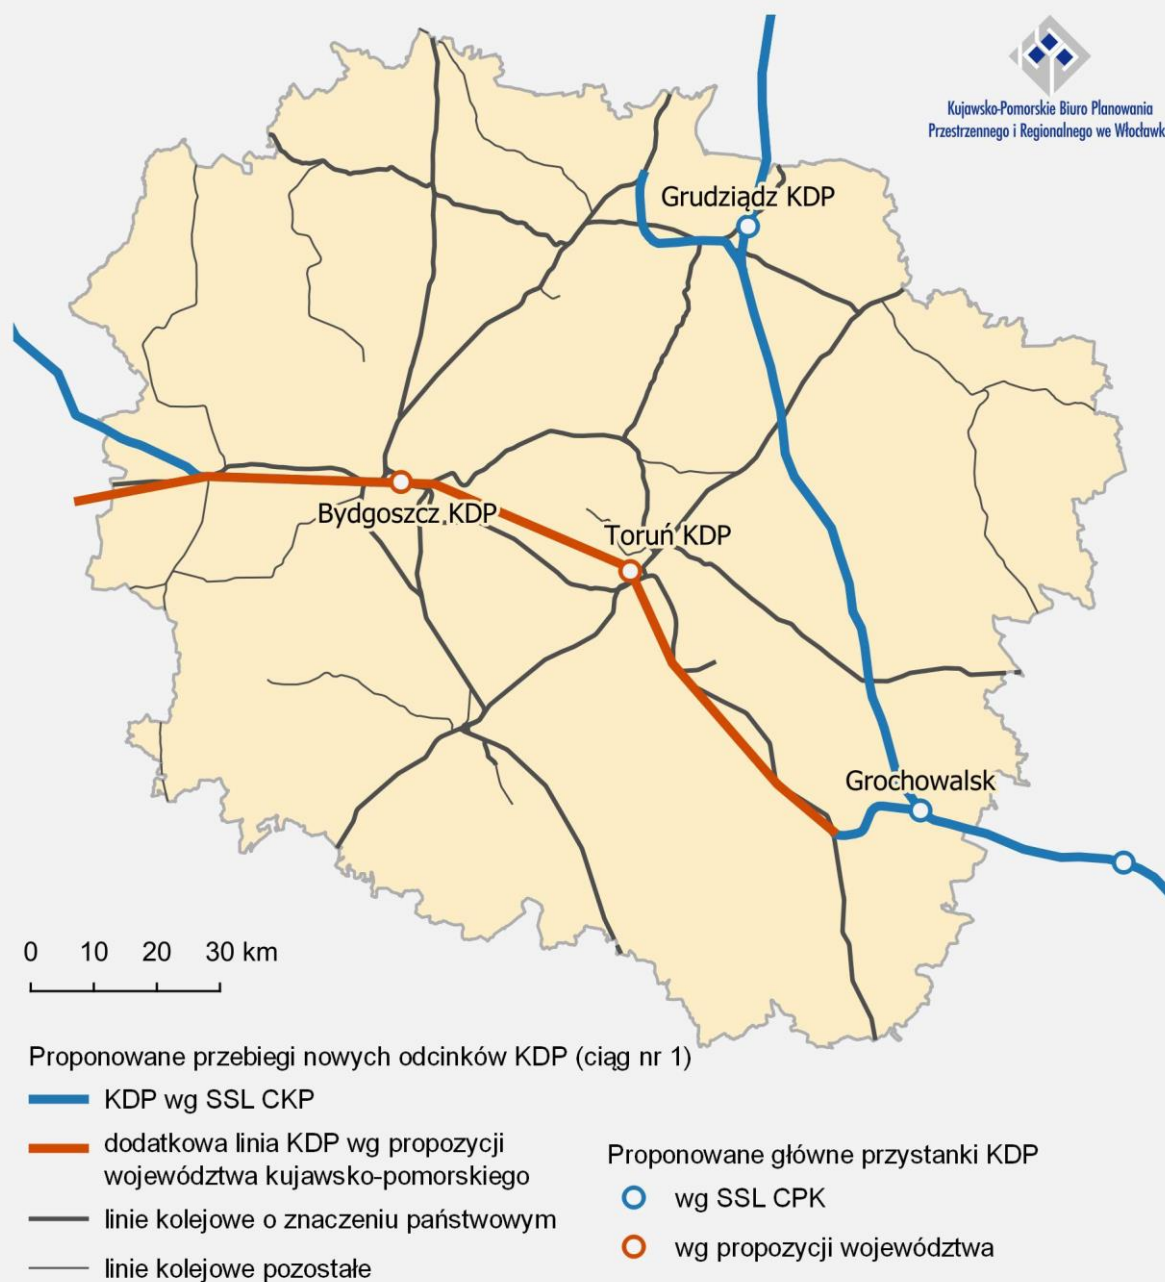 Kujawsko-Pomorskie Biuro Planowania
Przestrzennego i Regionalnego we Włocławk
Grudziądz KDP
Bydgoszcz KDP
Toruń KDP
Grochowalsk
0 10 20 30 km
Proponowane przebiegi nowych odcinków KDP (ciąg nr 1)
KDP wg SSL CKP
dodatkowa linia KDP wg propozycji
województwa kujawsko-pomorskiego
linie kolejowe o znaczeniu państwowym
linie kolejowe pozostałe
Proponowane główne przystanki KDP
wg SSL CPK
wg propozycji województwa